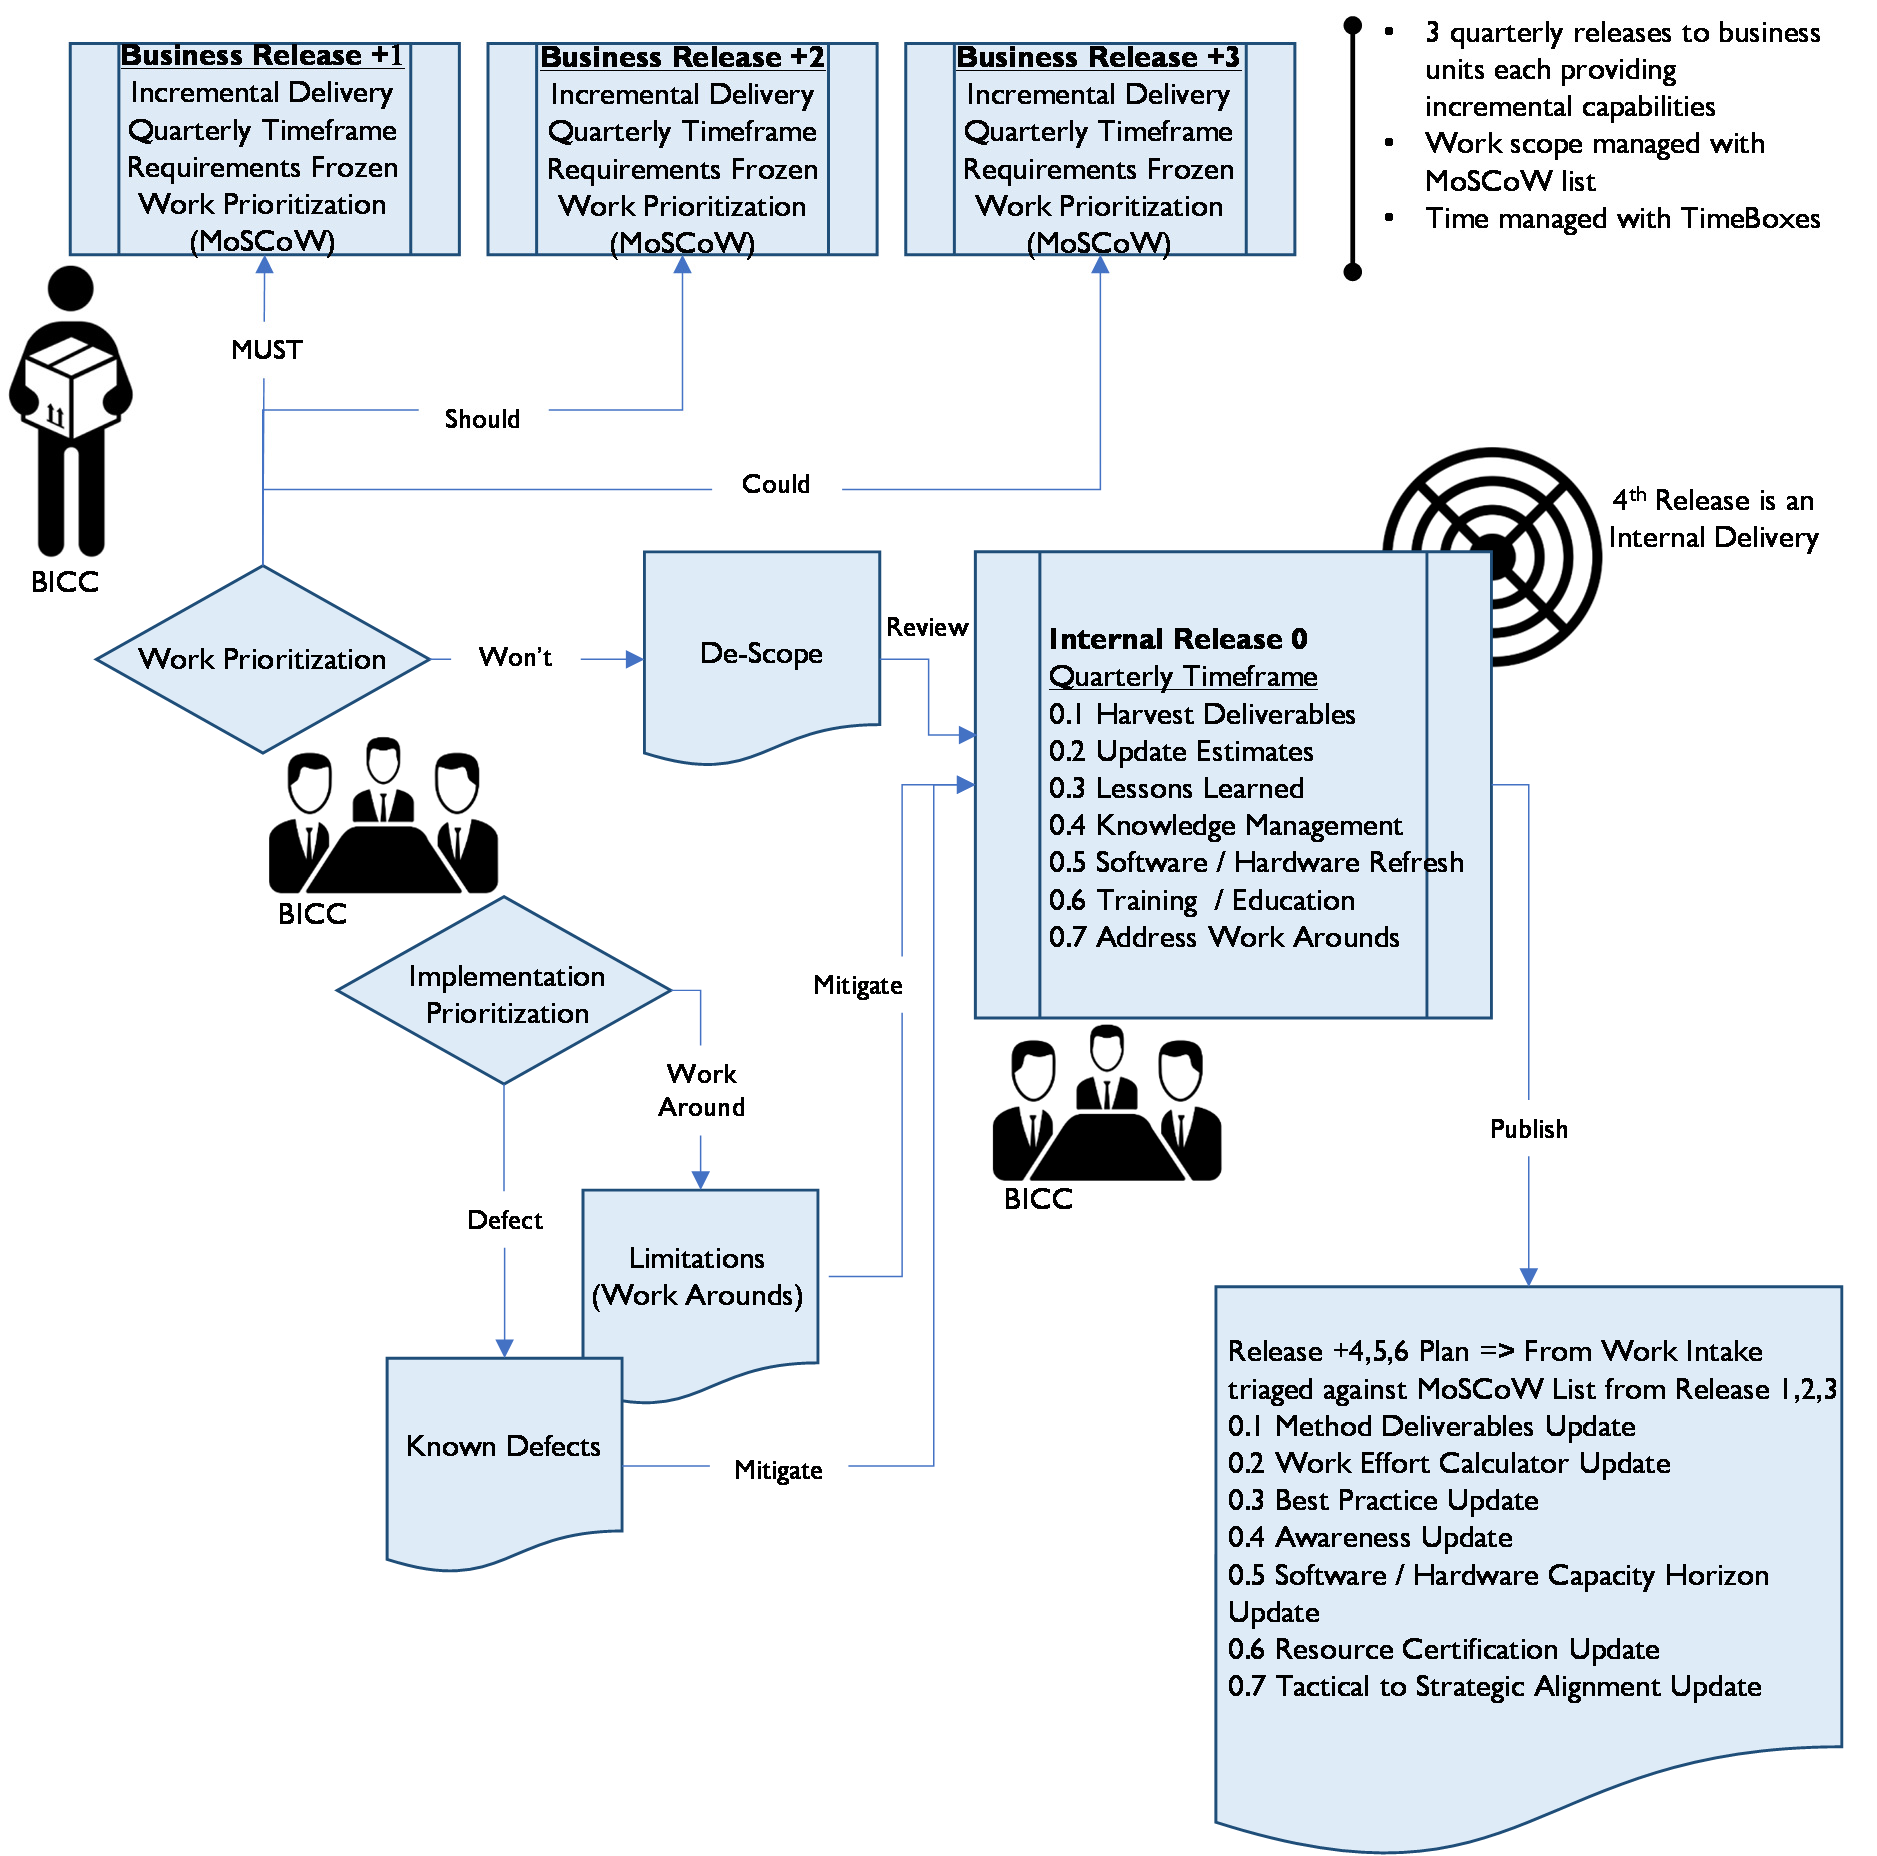 Business Release +1
Incremental Delivery
Quarterly Timeframe
Requirements Frozen
Work Prioritization
(MoSCoW)
Business Release +2
Incremental Delivery
Quarterly Timeframe
Requirements Frozen
Work Prioritization
(MoSCoW)
Business Release +3
Incremental Delivery
Quarterly Timeframe
Requirements Frozen
Work Prioritization
(MoSCoW)
• 3 quarterly releases to business
units each providing
incremental capabilities
• Work scope managed with
MoSCoW list
• Time managed with TimeBoxes
MUST
Should
Could
BICC
4th Release is an
Internal Delivery
Work Prioritization
Won't
De-Scope
Review
Internal Release 0
Quarterly Timeframe
0.1 Harvest Deliverables
0.2 Update Estimates
0.3 Lessons Learned
0.4 Knowledge Management
0.5 Software / Hardware Refresh
0.6 Training / Education
0.7 Address Work Arounds
BICC
Implementation
Prioritization
Mitigate
Work
Around
Defect
BICC
Publish
Limitations
(Work Arounds)
Known Defects
Mitigate
Release +4,5,6 Plan => From Work Intake
triaged against MoSCoW List from Release 1,2,3
0.1 Method Deliverables Update
0.2 Work Effort Calculator Update
0.3 Best Practice Update
0.4 Awareness Update
0.5 Software / Hardware Capacity Horizon
Update
0.6 Resource Certification Update
0.7 Tactical to Strategic Alignment Update